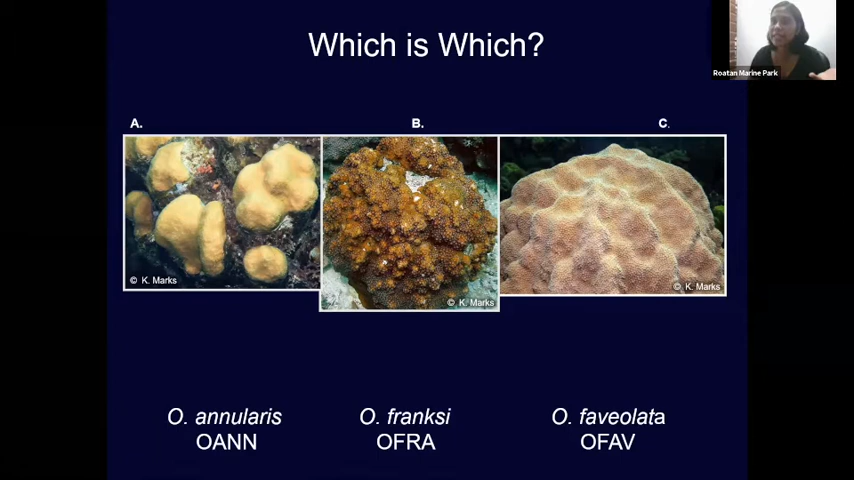 Which is Which?
Roatan Marine Park
A.
B.
C.
© K. Marks
© K. Marks
© K. Marks
O. annularis
OANN
O. franksi
OFRA
O. faveolata
OFAV